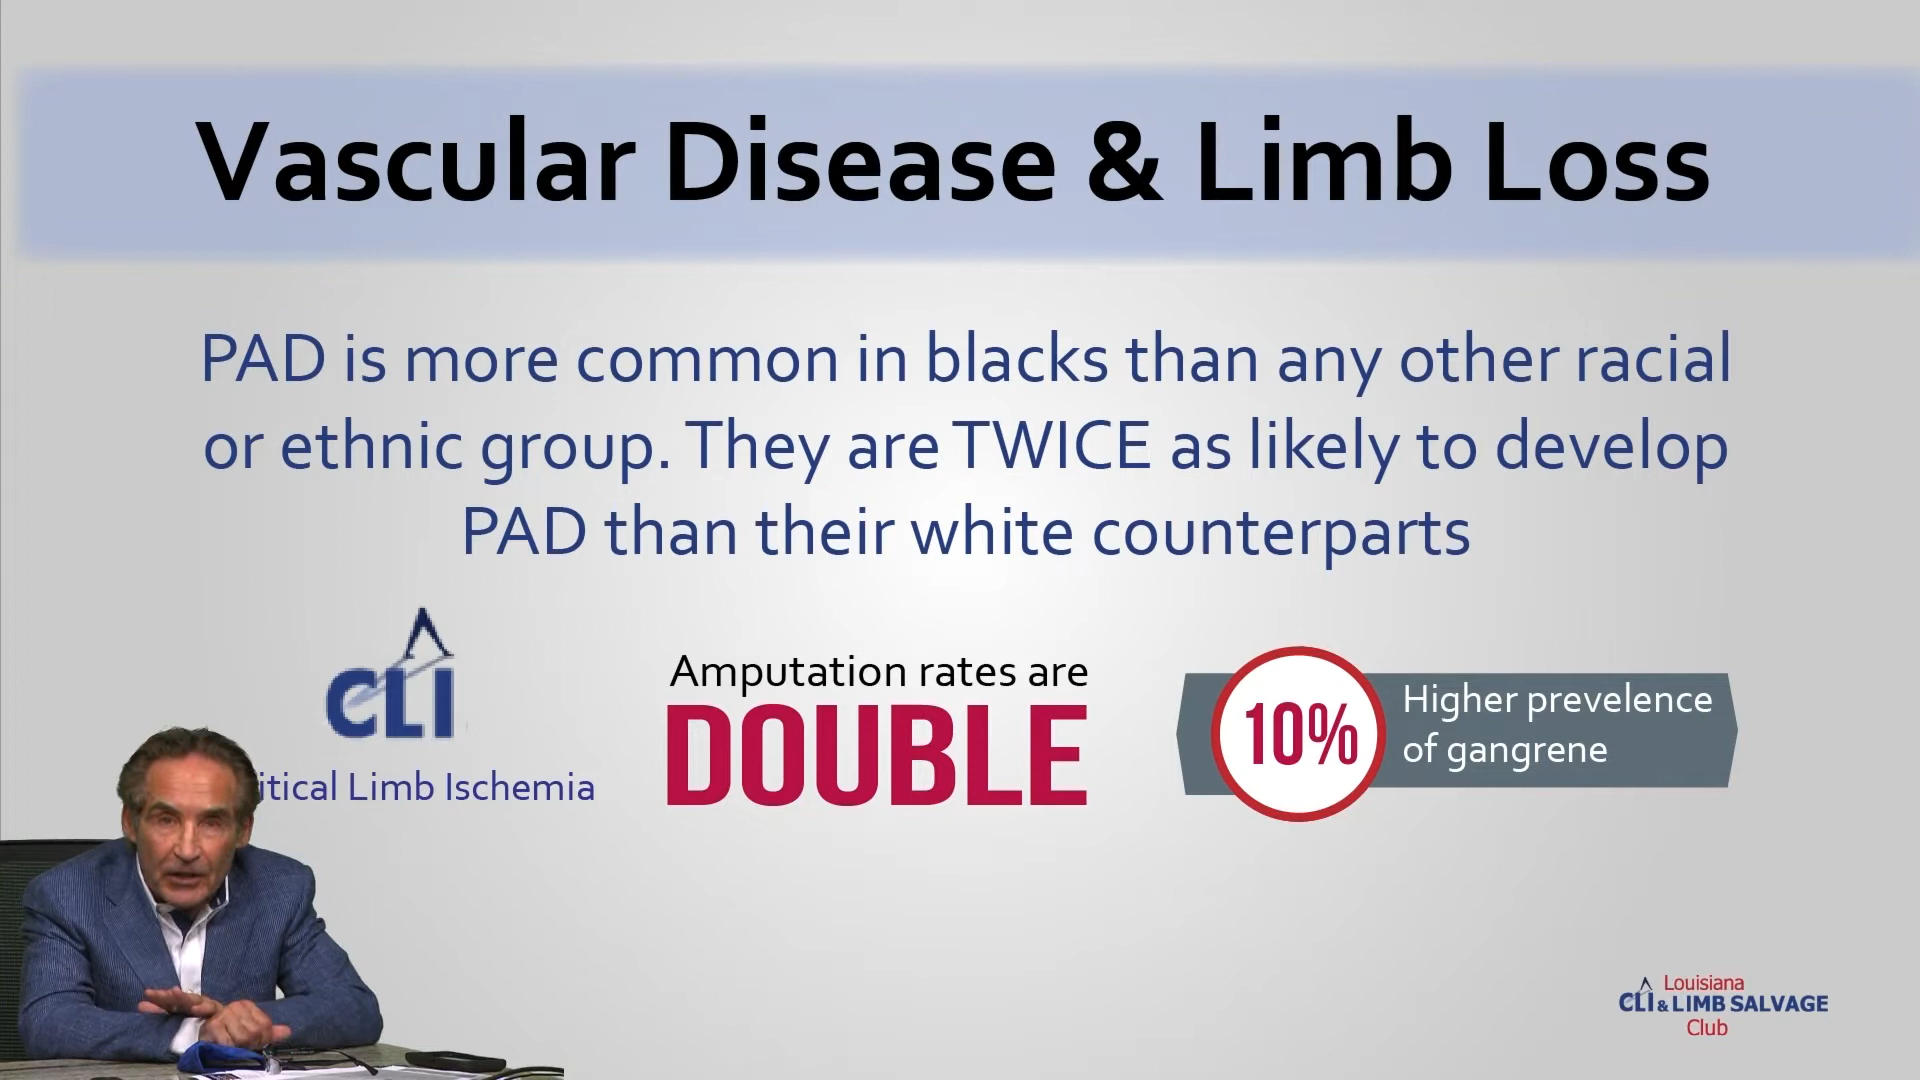 Vascular Disease & Limb Loss
PAD is more common in blacks than any other racial
or ethnic group. They are TWICE as likely to develop
PAD than their white counterparts
CLI
itical Limb Ischemia
Amputation rates are
DOUBLE
10%
Higher prevelence
of gangrene
Louisiana
CLI & LIMB SALVAGE
Club